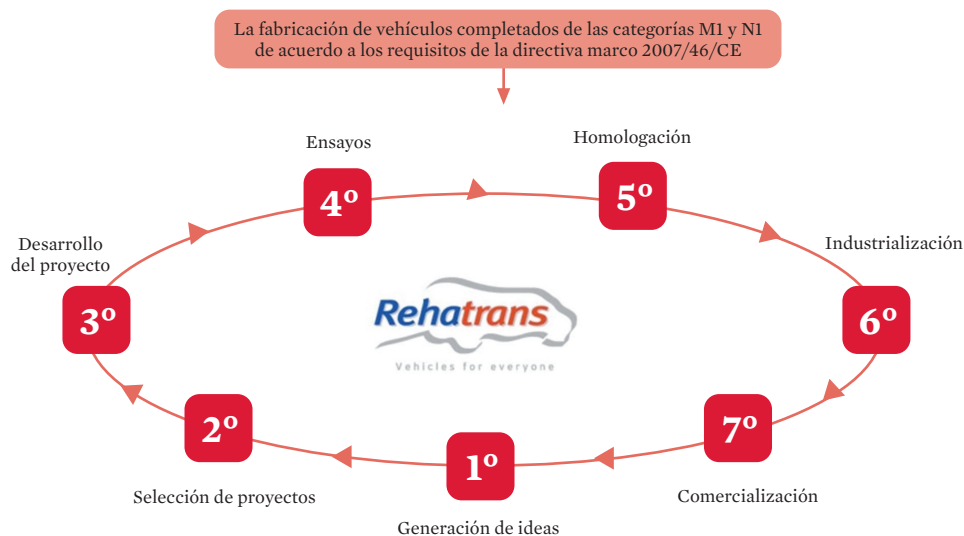 La fabricación de vehículos completados de las categorías M1 y N1
de acuerdo a los requisitos de la directiva marco 2007/46/CE
Ensayos
Homologación
4º
5º
Desarrollo
del proyecto
Industrialización
3º
Rehatrans
Vehicles for everyone
6º
2º
7º
1º
Selección de proyectos
Comercialización
Generación de ideas